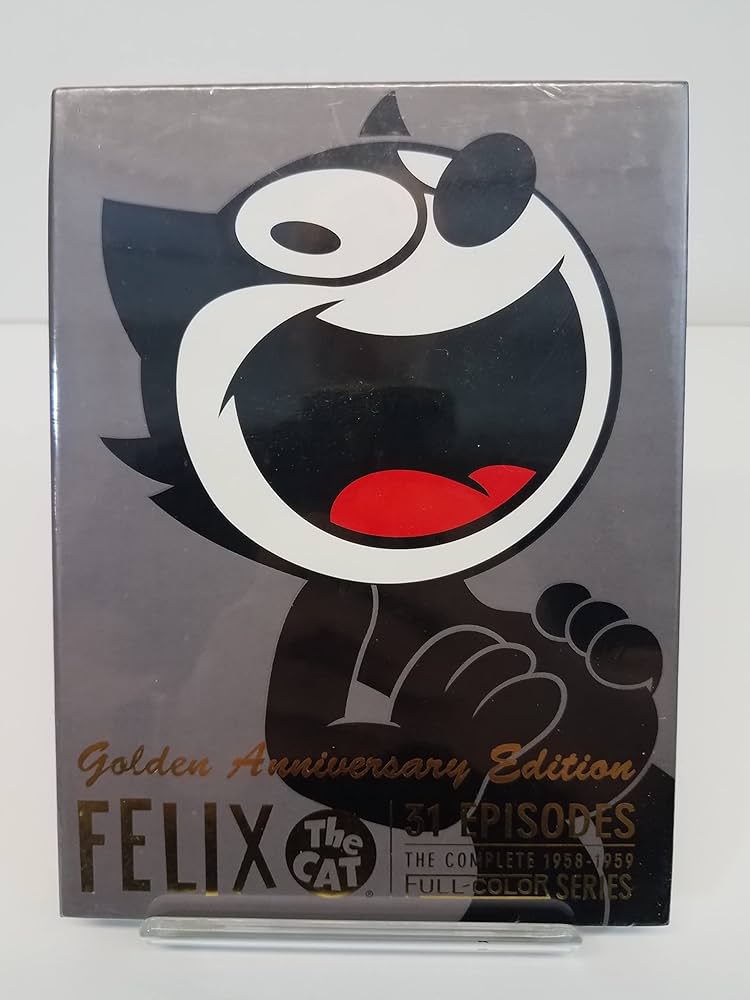 Golden Anniversary Edition
FELIX The CAT®
31 EPISODES
THE COMPLETE 1958-1959
FULL-COLOR SERIES